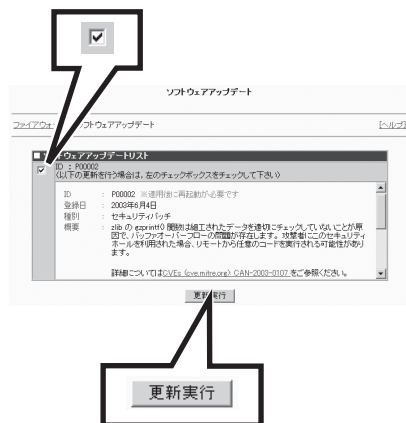 ソフトウェアアップデート
ファイアウォ
フトウェアアップデート
[ヘルプ]
トウェアアップデートリスト
ID : P00002
(以下の更新を行う場合は、左のチェックボックスをチェックして下さい)
ID : P00002 ※適用後に再起動が必要です
登録日 : 2003年6月4日
種別 : セキュリティパッチ
概要 : zlib の gzprintf() 関数は細工されたデータを適切にチェックしていないことが原
因で、バッファオーバーフローの問題が存在します。攻撃者にこのセキュリティ
ホールを利用された場合、リモートから任意のコードを実行される可能性があり
ます。
詳細についてはCVEs (cve.mitre.org) CAN-2003-0107 をご参照ください。
更新実行
更新実行